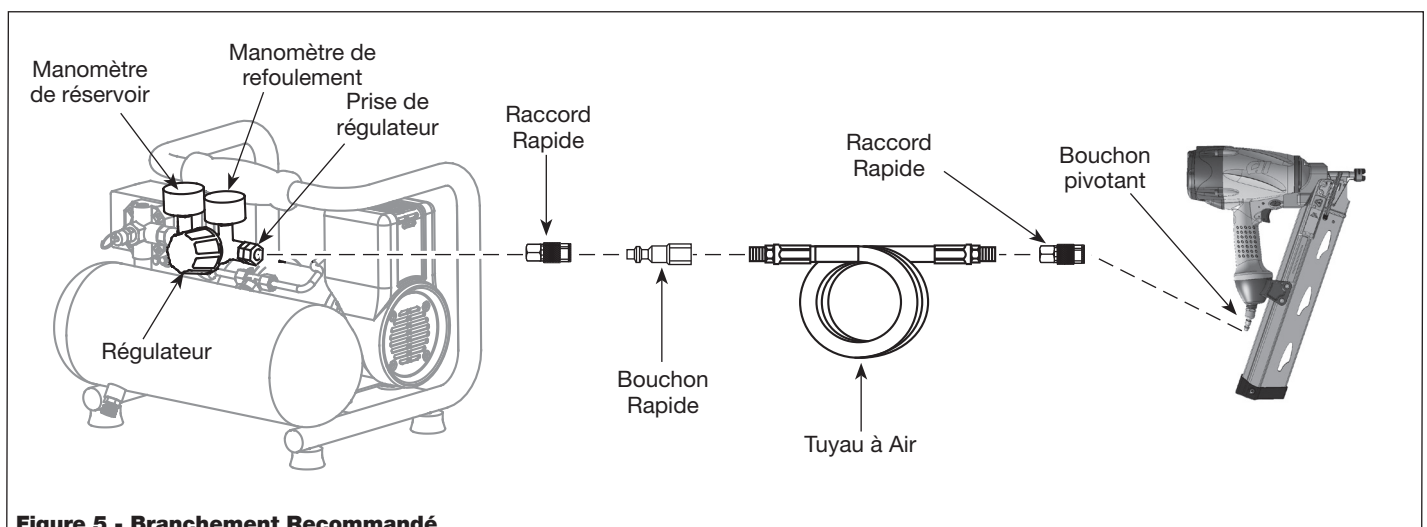 Manomètre
de réservoir
Manomètre de
refoulement
Prise de
régulateur
Raccord
Rapide
Raccord
Rapide
Bouchon
pivotant
Régulateur
Bouchon
Rapide
Tuyau à Air
Figure 5 - Branchement Recommandé